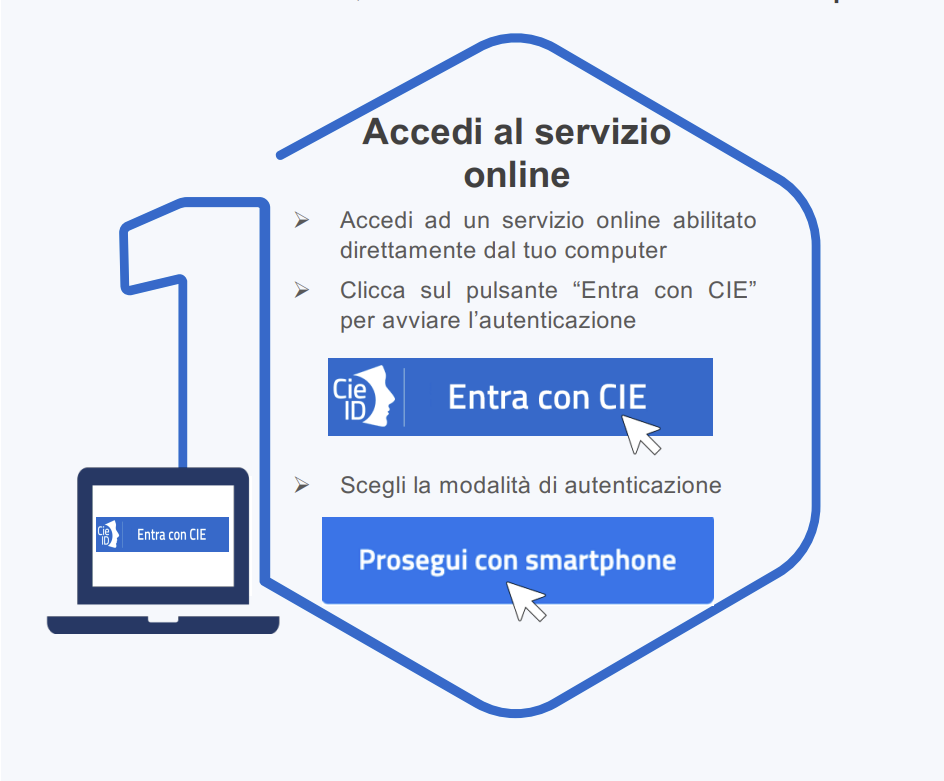 Accedi al servizio
online
➢ Accedi ad un servizio online abilitato
direttamente dal tuo computer
➢ Clicca sul pulsante “Entra con CIE”
per avviare l’autenticazione
Cie
ID
Entra con CIE
➢ Scegli la modalità di autenticazione
Prosegui con smartphone
1
Cie
ID
Entra con CIE